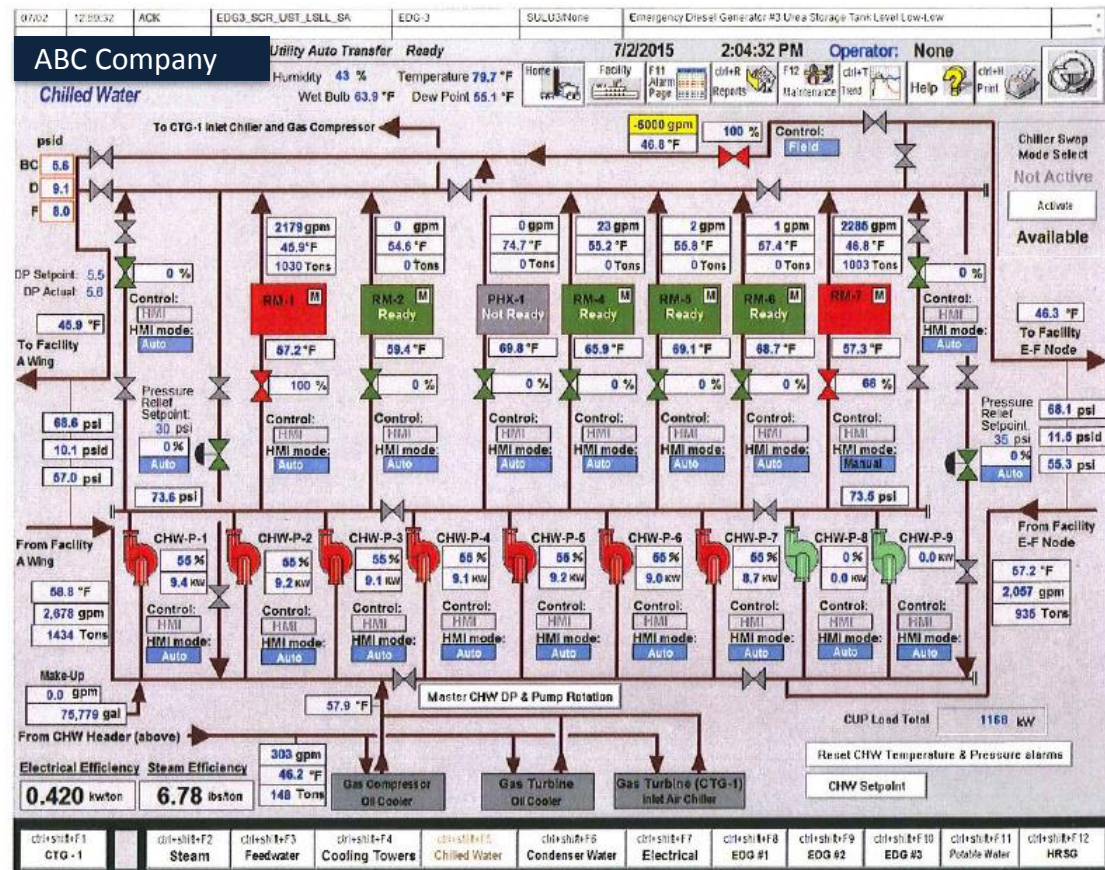 07/02 12:59:32 ACK EDG3_SCR_UST_LSLL_SA EDG-3 SULU3/None Emergency Diesel Generator #3 Urea Storage Tank Level Low-Low
ABC Company
Utility Auto Transfer Ready 7/2/2015 2:04:32 PM Operator: None
Chilled Water
Humidity 43 % Temperature 79.7 °F
Wet Bulb 63.9 °F Dew Point 55.1 °F
Home
Facility
F11 Alarm Page
ctrl+R Reports
F12 Maintenance
ctrl+T Trend
Help
ctrl+H Print
To CTG-1 Inlet Chiller and Gas Compressor
-6000 gpm
46.8 °F
100 %
Control:
Field
Chiller Swap
Mode Select
Not Active
Activate
Available
psid
BC 5.6
D 9.1
F 8.0
DP Setpoint: 5.5
DP Actual: 5.6
45.9 °F
To Facility
A Wing
0 %
Control:
HMI
HMI mode:
Auto
2179 gpm
45.9°F
1030 Tons
RM-1 M
57.2 °F
100 %
Control:
HMI
HMI mode:
Auto
0 gpm
54.6 °F
0 Tons
RM-2 M
Ready
59.4 °F
0 %
Control:
HMI
HMI mode:
Auto
0 gpm
74.7 °F
0 Tons
PHX-1
Not Ready
69.8 °F
0 %
Control:
HMI
HMI mode:
Auto
23 gpm
55.2 °F
0 Tons
RM-4 M
Ready
65.9 °F
0 %
Control:
HMI
HMI mode:
Auto
2 gpm
55.8 °F
0 Tons
RM-5 M
Ready
69.1 °F
0 %
Control:
HMI
HMI mode:
Auto
1 gpm
57.4 °F
0 Tons
RM-6 M
Ready
68.7 °F
0 %
Control:
HMI
HMI mode:
Auto
2285 gpm
46.8 °F
1003 Tons
RM-7 M
57.3 °F
66 %
Control:
HMI
HMI mode:
Manual
0 %
Control:
HMI
HMI mode:
Auto
46.3 °F
To Facility
E-F Node
Pressure
Relief
Setpoint:
30 psi
0 %
Auto
68.6 psi
10.1 psid
57.0 psi
73.6 psi
73.5 psi
Pressure
Relief
Setpoint:
35 psi
0 %
Auto
68.1 psi
11.5 psid
55.3 psi
From Facility
A Wing
58.8 °F
2,678 gpm
1434 Tons
CHW-P-1
55 %
9.4 KW
Control:
HMI
HMI mode:
Auto
CHW-P-2
55 %
9.2 KW
Control:
HMI
HMI mode:
Auto
CHW-P-3
55 %
9.1 KW
Control:
HMI
HMI mode:
Auto
CHW-P-4
55 %
9.1 KW
Control:
HMI
HMI mode:
Auto
CHW-P-5
55 %
9.2 KW
Control:
HMI
HMI mode:
Auto
CHW-P-6
55 %
9.0 KW
Control:
HMI
HMI mode:
Auto
CHW-P-7
55 %
8.7 KW
Control:
HMI
HMI mode:
Auto
CHW-P-8
0 %
0.0 KW
Control:
HMI
HMI mode:
Auto
CHW-P-9
0.0 KW
Control:
HMI
HMI mode:
Auto
From Facility
E-F Node
57.2 °F
2,057 gpm
935 Tons
Make-Up
0.0 gpm
75,779 gal
57.9 °F
Master CHW DP & Pump Rotation
From CHW Header (above)
303 gpm
46.2 °F
148 Tons
CUP Load Total 1168 kW
Reset CHW Temperature & Pressure alarms
CHW Setpoint
Electrical Efficiency Steam Efficiency
0.420 kw/ton 6.78 lbs/ton
Gas Compressor
Oil Cooler
Gas Turbine
Oil Cooler
Gas Turbine (CTG-1)
Inlet Air Chiller
ctrl+shift+F1 ctrl+shift+F2 ctrl+shift+F3 ctrl+shift+F4 ctrl+shift+F5 ctrl+shift+F6 ctrl+shift+F7 ctrl+shift+F8 ctrl+shift+F9 ctrl+shift+F10 ctrl+shift+F11 ctrl+shift+F12
CTG - 1 Steam Feedwater Cooling Towers Chilled Water Condenser Water Electrical EDG #1 EDG #2 EDG #3 Potable Water HRSG